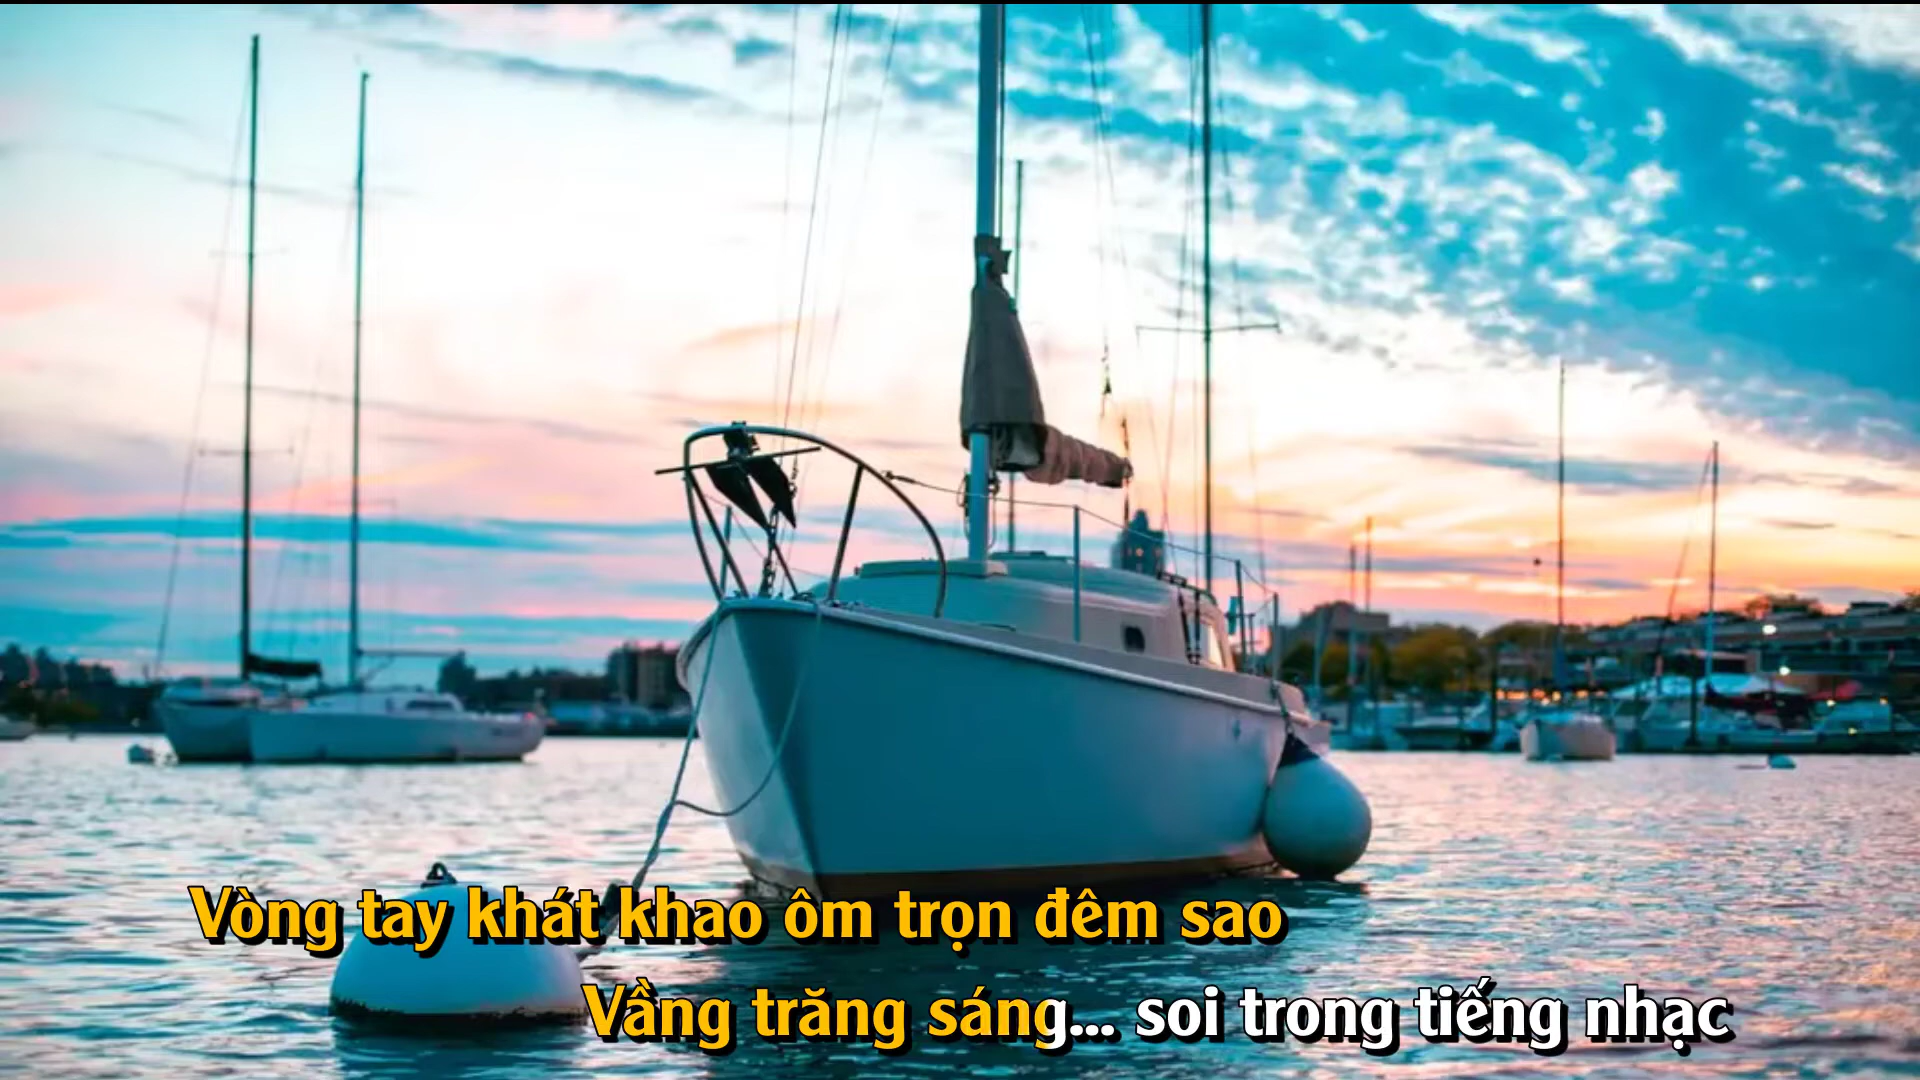 Vòng tay khát khao ôm trọn đêm sao
Vầng trăng sáng... soi trong tiếng nhạc